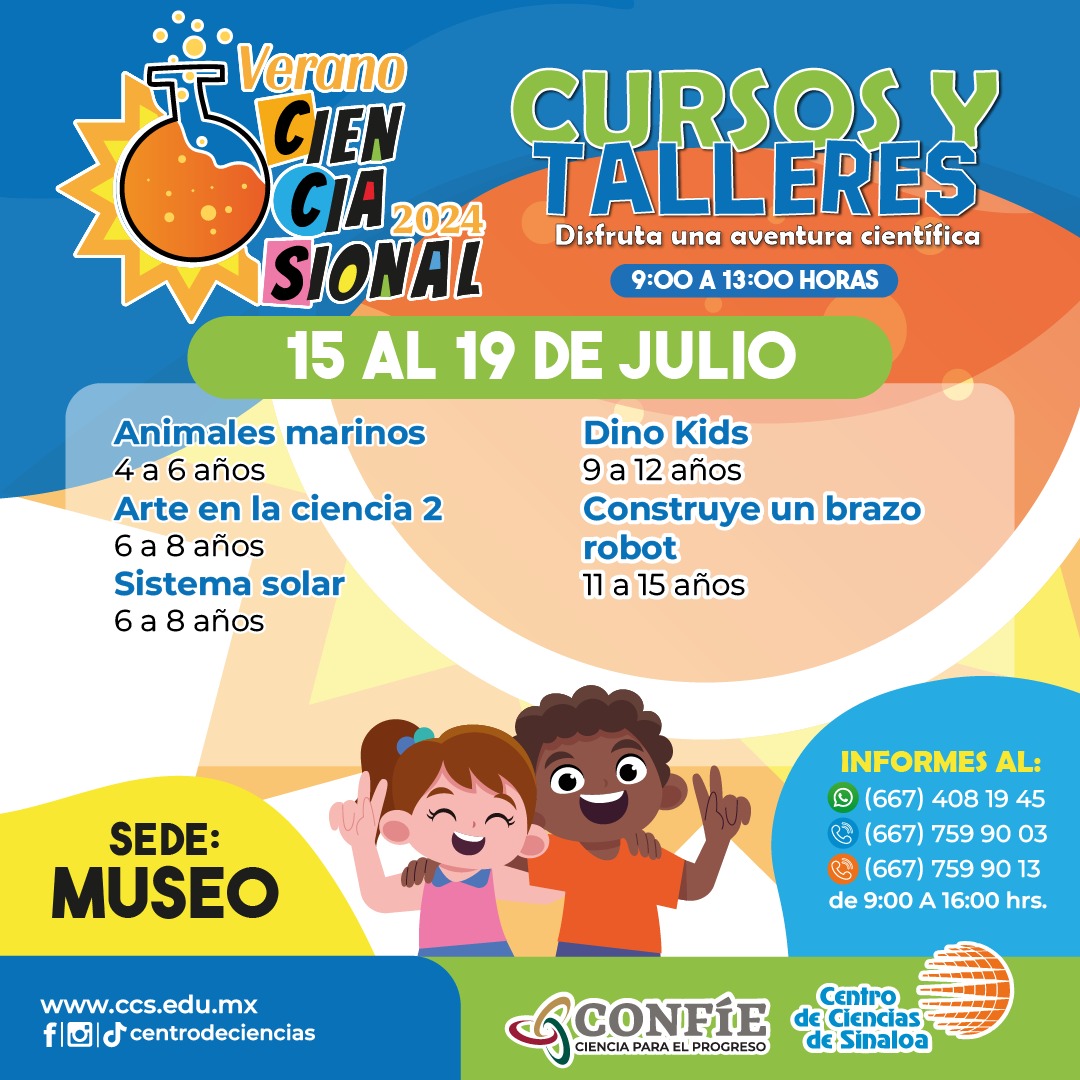 Verano
CIEN
CIA
2024
SIONAL
CURSOS Y
TALLERES
Disfruta una aventura científica
9:00 A 13:00 HORAS
15 AL 19 DE JULIO
Animales marinos
4 a 6 años
Arte en la ciencia 2
6 a 8 años
Sistema solar
6 a 8 años
Dino Kids
9 a 12 años
Construye un brazo
robot
11 a 15 años
SEDE:
MUSEO
INFORMES AL:
(667) 408 19 45
(667) 759 90 03
(667) 759 90 13
de 9:00 A 16:00 hrs.
www.ccs.edu.mx
centrodeciencias
CONFÍE
CIENCIA PARA EL PROGRESO
Centro
de Ciencias
de Sinaloa